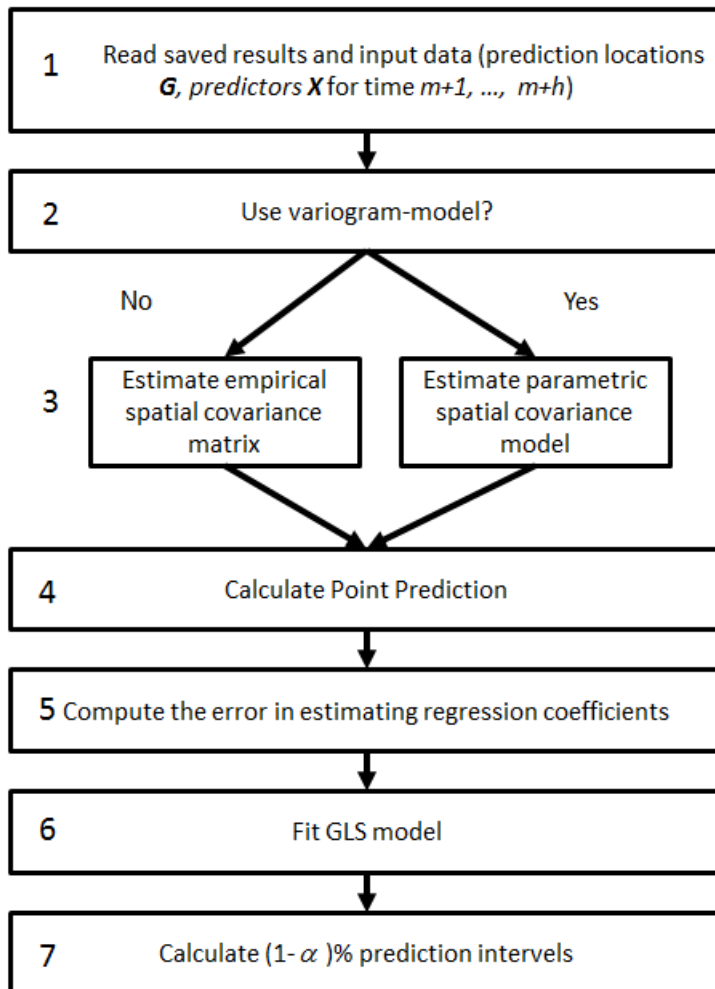 1 Read saved results and input data (prediction locations
G, predictors X for time m+1, ..., m+h)
2 Use variogram-model?
No
Yes
3
Estimate empirical
spatial covariance
matrix
Estimate parametric
spatial covariance
model
4 Calculate Point Prediction
5 Compute the error in estimating regression coefficients
6 Fit GLS model
7 Calculate (1- α )% prediction intervels